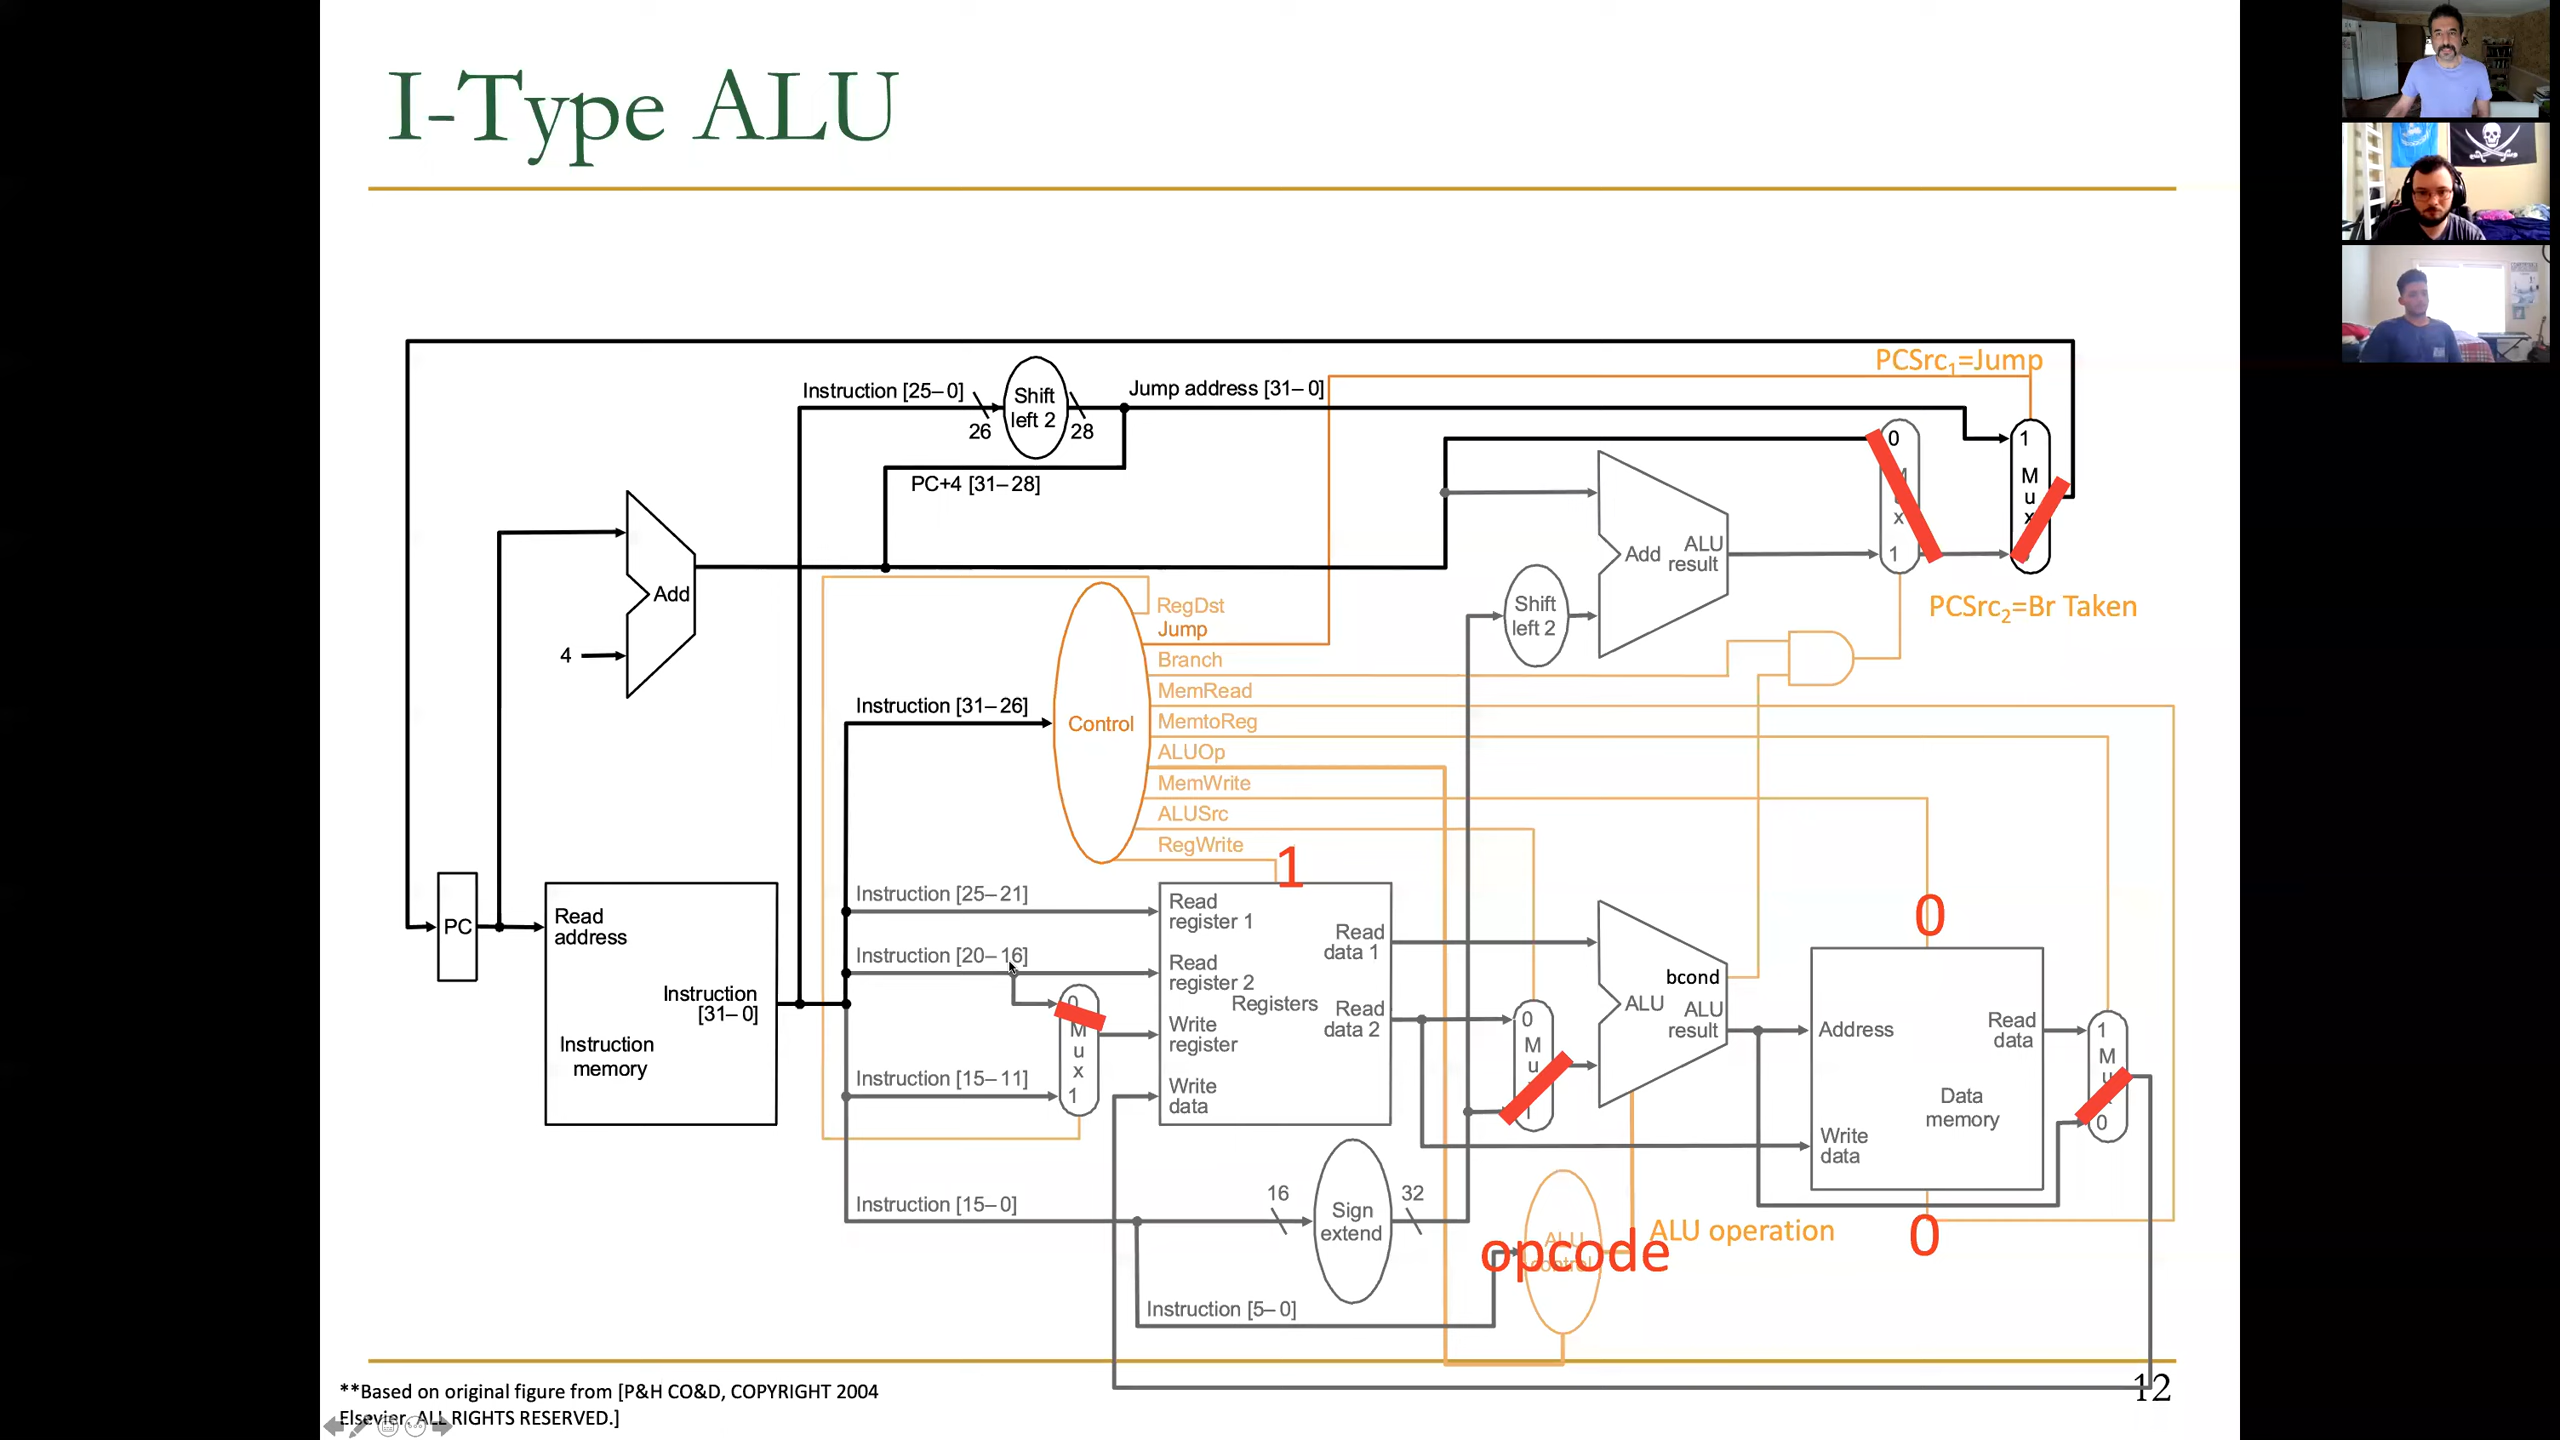 I-Type ALU
PCSrc1=Jump
Instruction [25–0]
Shift
left 2
Jump address [31–0]
26
28
PC+4 [31–28]
0
M
u
x
1
1
M
u
x
Add
4
Add
ALU
result
Shift
left 2
PCSrc2=Br Taken
RegDst
Jump
Branch
MemRead
MemtoReg
ALUOp
MemWrite
ALUSrc
RegWrite
Instruction [31–26]
Control
1
PC
Read
address
Instruction
[31–0]
Instruction
memory
Instruction [25–21]
Instruction [20–16]
Instruction [15–11]
Instruction [15–0]
0
M
u
x
1
Read
register 1
Read
register 2
Write
register
Write
data
Registers
Read
data 1
Read
data 2
0
M
u
1
bcond
ALU
ALU
result
0
Address
Write
data
Read
data
Data
memory
0
1
M
u
0
16
Sign
extend
32
Instruction [5–0]
ALU
control
opcode
ALU operation
**Based on original figure from [P&H CO&D, COPYRIGHT 2004
Elsevier. ALL RIGHTS RESERVED.]
12